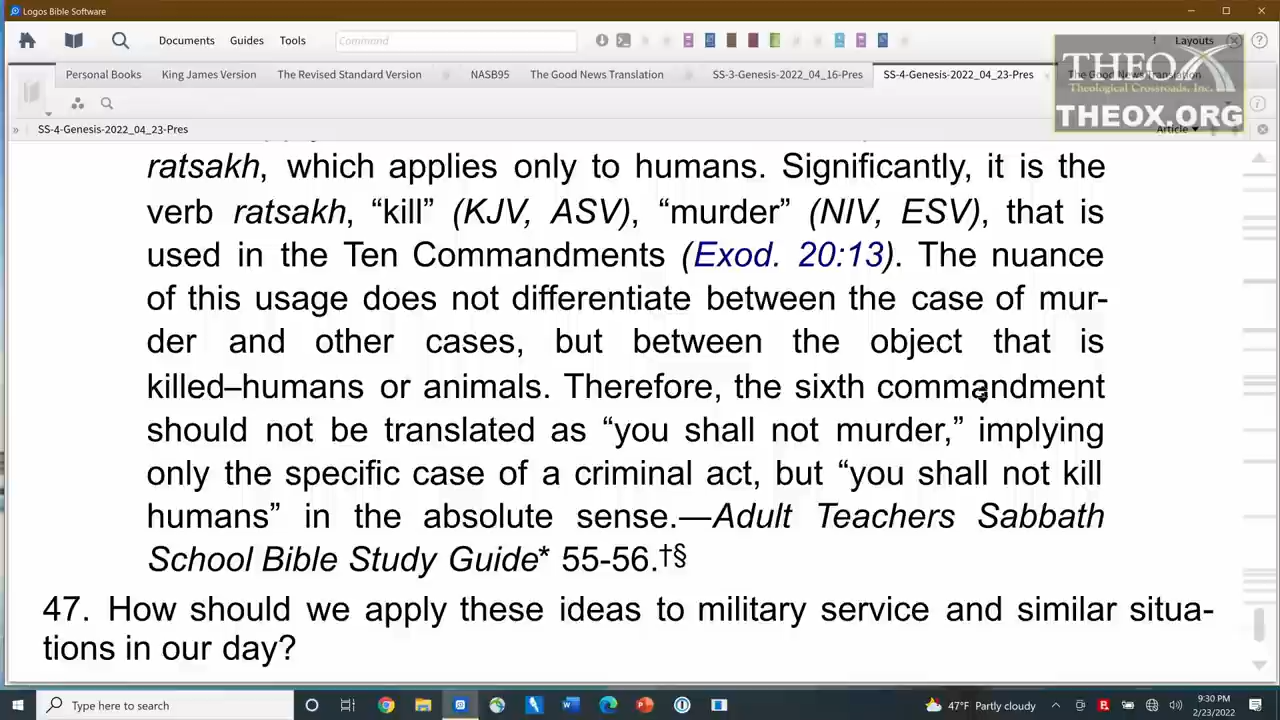 Logos Bible Software
Documents Guides Tools Command ! Layouts
Personal Books King James Version The Revised Standard Version NASB95 The Good News Translation SS-3-Genesis-2022_04_16-Pres SS-4-Genesis-2022_04_23-Pres The Good News Translation
THEOX
Theological Crossroads, Inc.
THEOX.ORG
» SS-4-Genesis-2022_04_23-Pres Article
ratsakh, which applies only to humans. Significantly, it is the
verb ratsakh, “kill” (KJV, ASV), “murder” (NIV, ESV), that is
used in the Ten Commandments (Exod. 20:13). The nuance
of this usage does not differentiate between the case of mur-
der and other cases, but between the object that is
killed–humans or animals. Therefore, the sixth commandment
should not be translated as “you shall not murder,” implying
only the specific case of a criminal act, but “you shall not kill
humans” in the absolute sense.—Adult Teachers Sabbath
School Bible Study Guide* 55-56.†§
47. How should we apply these ideas to military service and similar situa-
tions in our day?
Type here to search 47°F Partly cloudy 9:30 PM
2/23/2022